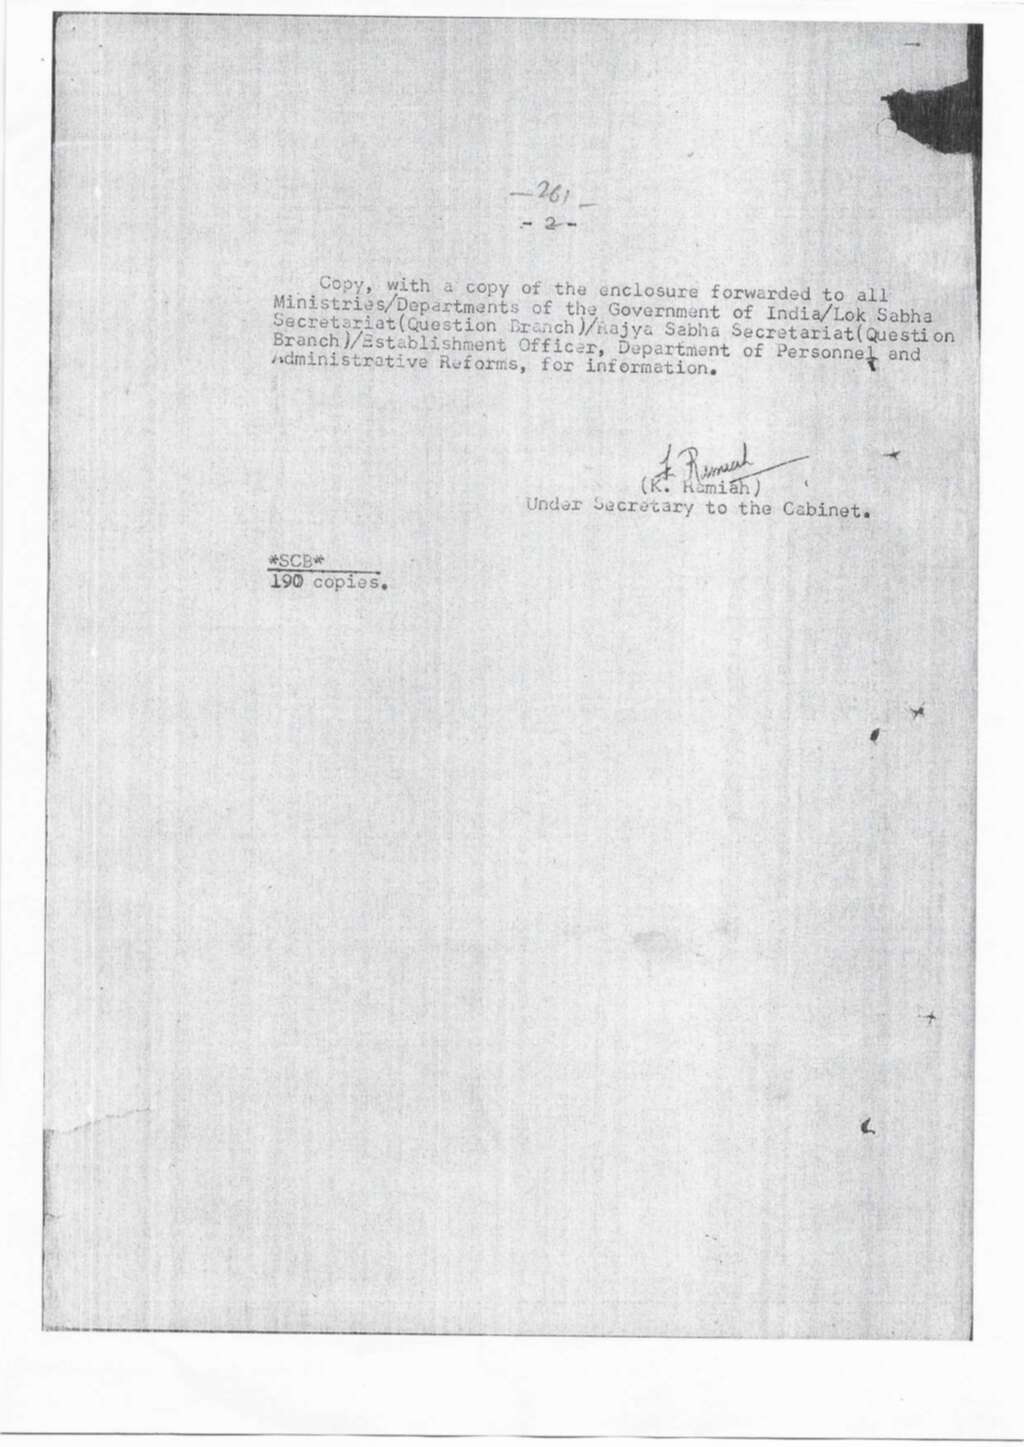 —261—
- 2 -
Copy, with a copy of the enclosure forwarded to all
Ministries/Departments of the Government of India/Lok Sabha
Secretariat(Question Branch)/Rajya Sabha Secretariat(Question
Branch)/Establishment Officer, Department of Personnel and
Administrative Reforms, for information.
K Ramiah
(K. Ramiah)
Under Secretary to the Cabinet.
*SCB*
190 copies.